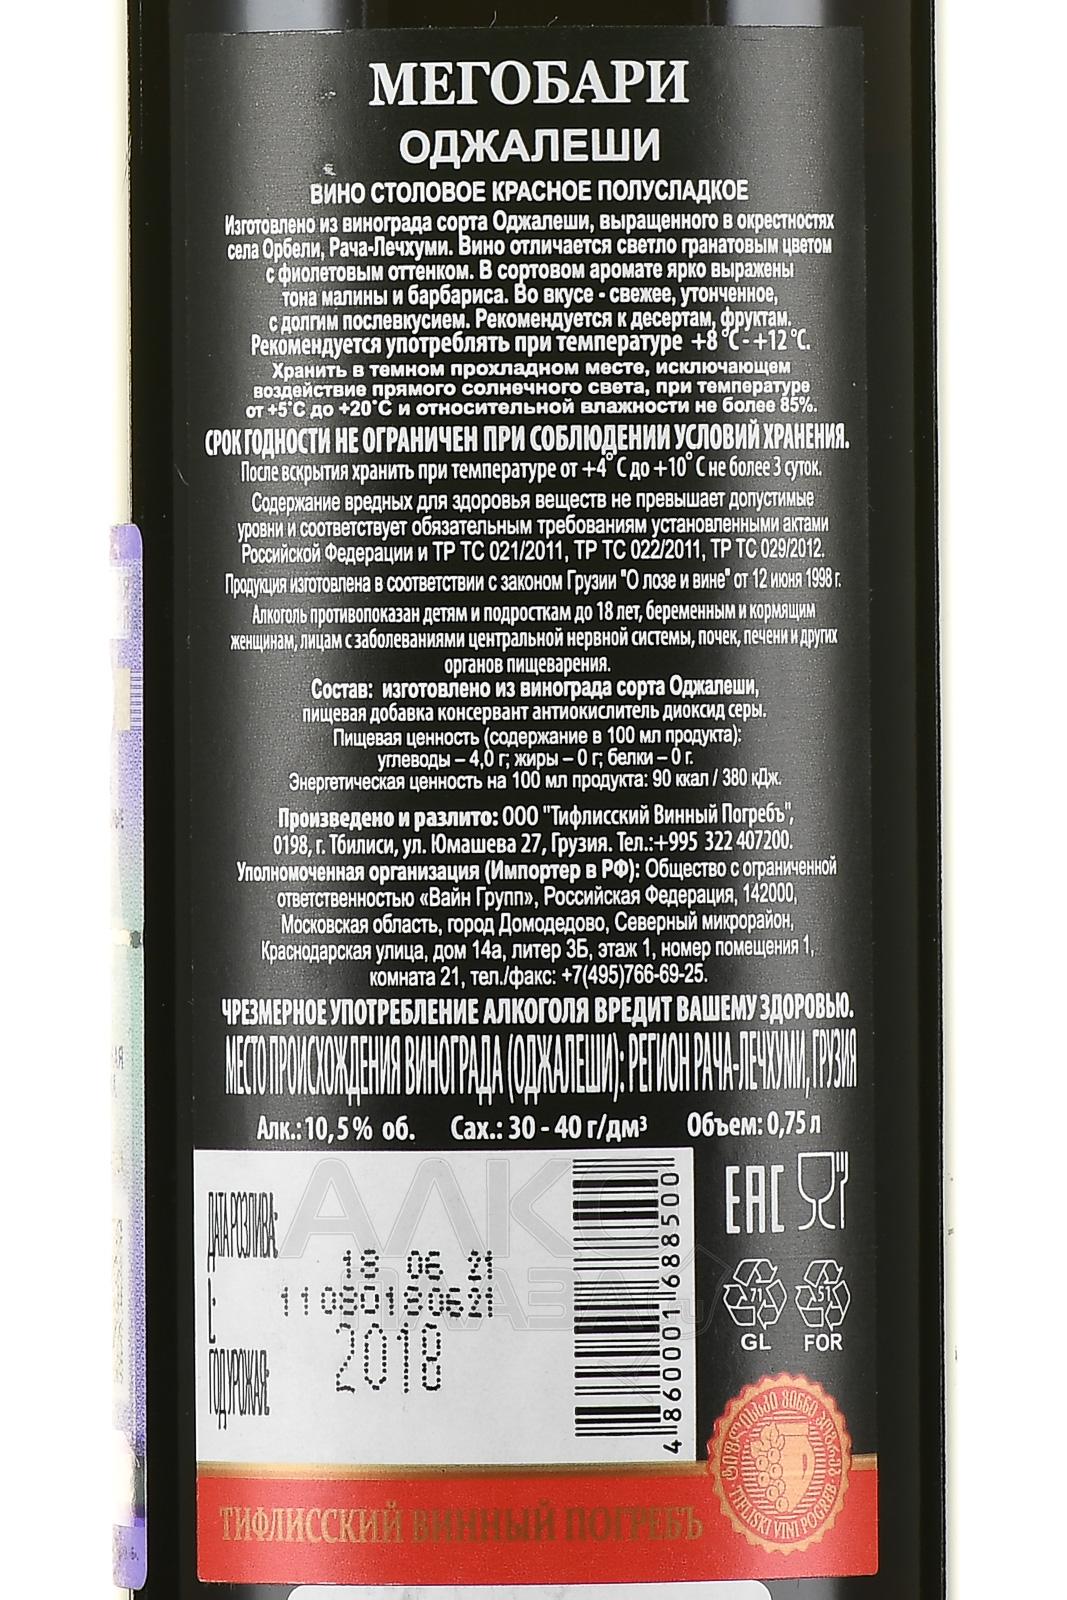 МЕГОБАРИ
ОДЖАЛЕШИ
ВИНО СТОЛОВОЕ КРАСНОЕ ПОЛУСЛАДКОЕ
Изготовлено из винограда сорта Оджалеши, выращенного в окрестностях
села Орбели, Рача-Лечхуми. Вино отличается светло гранатовым цветом
с фиолетовым оттенком. В сортовом аромате ярко выражены
тона малины и барбариса. Во вкусе - свежее, утонченное,
с долгим послевкусием. Рекомендуется к десертам, фруктам.
Рекомендуется употреблять при температуре +8 °C - +12 °C.
Хранить в темном прохладном месте, исключающем
воздействие прямого солнечного света, при температуре
от +5°C до +20°C и относительной влажности не более 85%.
СРОК ГОДНОСТИ НЕ ОГРАНИЧЕН ПРИ СОБЛЮДЕНИИ УСЛОВИЙ ХРАНЕНИЯ.
После вскрытия хранить при температуре от +4° C до +10° C не более 3 суток.
Содержание вредных для здоровья веществ не превышает допустимые
уровни и соответствует обязательным требованиям установленными актами
Российской Федерации и ТР ТС 021/2011, ТР ТС 022/2011, ТР ТС 029/2012.
Продукция изготовлена в соответствии с законом Грузии "О лозе и вине" от 12 июня 1998 г.
Алкоголь противопоказан детям и подросткам до 18 лет, беременным и кормящим
женщинам, лицам с заболеваниями центральной нервной системы, почек, печени и других
органов пищеварения.
Состав: изготовлено из винограда сорта Оджалеши,
пищевая добавка консервант антиокислитель диоксид серы.
Пищевая ценность (содержание в 100 мл продукта):
углеводы – 4,0 г; жиры – 0 г; белки – 0 г.
Энергетическая ценность на 100 мл продукта: 90 ккал / 380 кДж.
Произведено и разлито: ООО "Тифлисский Винный Погребъ",
0198, г. Тбилиси, ул. Юмашева 27, Грузия. Тел.:+995 322 407200.
Уполномоченная организация (Импортер в РФ): Общество с ограниченной
ответственностью «Вайн Групп», Российская Федерация, 142000,
Московская область, город Домодедово, Северный микрорайон,
Краснодарская улица, дом 14а, литер 3Б, этаж 1, номер помещения 1,
комната 21, тел./факс: +7(495)766-69-25.
ЧРЕЗМЕРНОЕ УПОТРЕБЛЕНИЕ АЛКОГОЛЯ ВРЕДИТ ВАШЕМУ ЗДОРОВЬЮ.
МЕСТО ПРОИСХОЖДЕНИЯ ВИНОГРАДА (ОДЖАЛЕШИ): РЕГИОН РАЧА-ЛЕЧХУМИ, ГРУЗИЯ
Алк.: 10,5% об. Сах.: 30 - 40 г/дм³ Объем: 0,75 л
ДАТА РОЗЛИВА: 18 06 21
L: 11080180621
ГОД УРОЖАЯ: 2018
4860001688500
EAC
71 51
GL FOR
TIFLISKI VINI POGREB
ТИФЛИССКИЙ ВИННЫЙ ПОГРЕБЪ
АЛКО
ПЛАЗА.ru